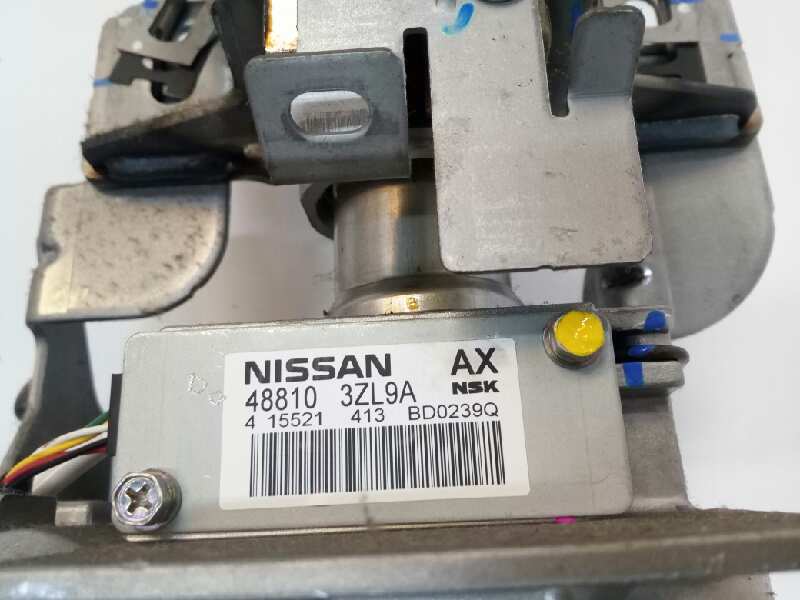 NISSAN AX
48810 3ZL9A NSK
4 15521 413 BD0239Q